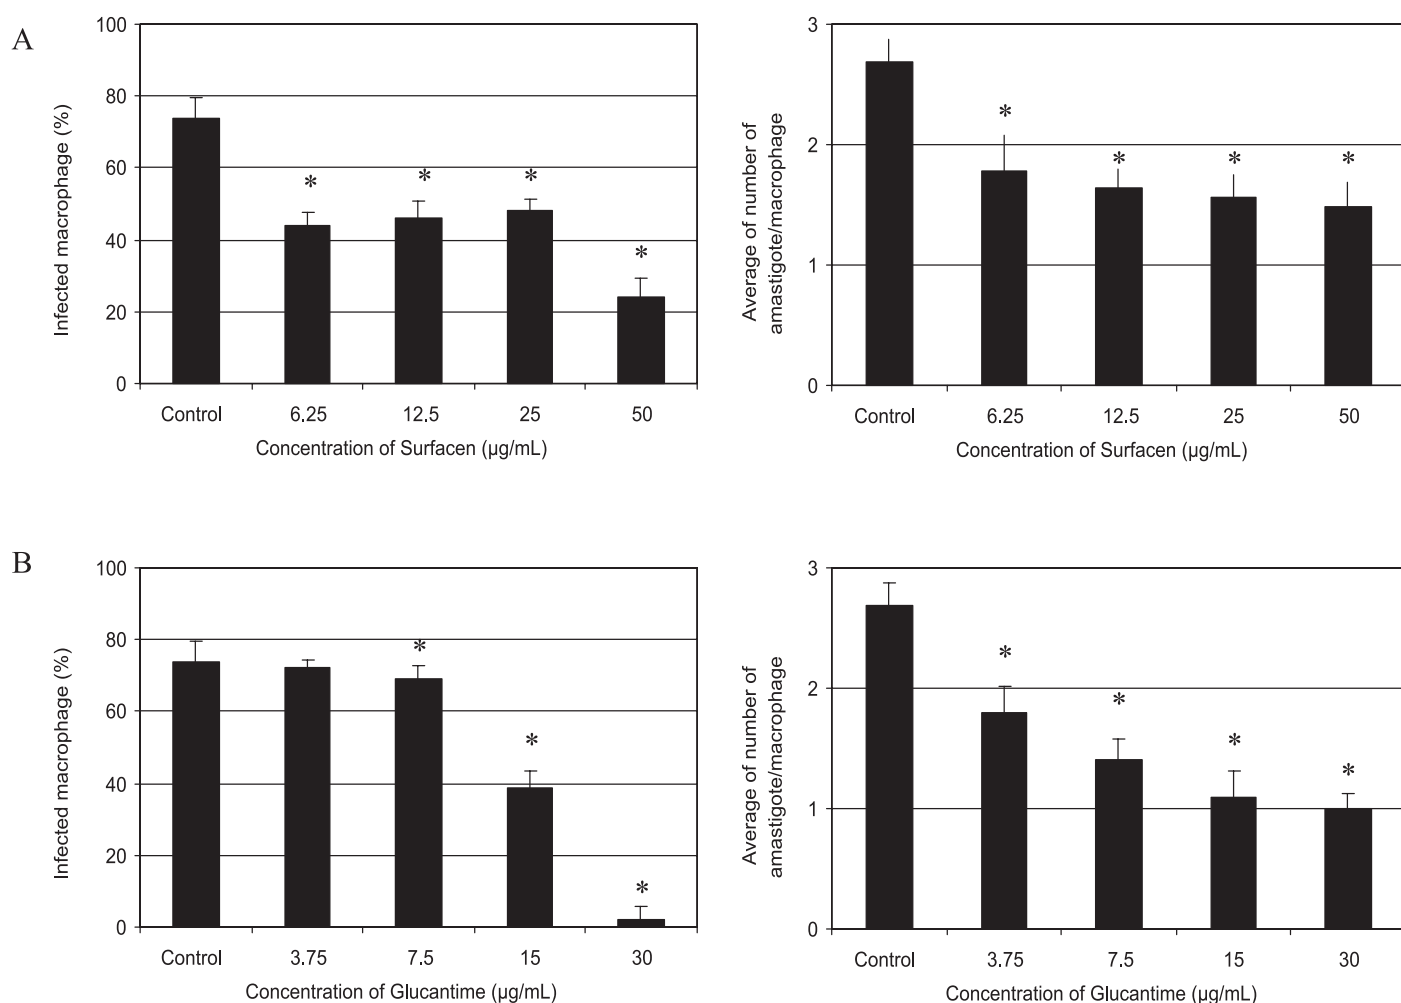 A
100
80
60
40
20
0
Infected macrophage (%)
*
*
*
*
Control 6.25 12.5 25 50
Concentration of Surfacen (µg/mL)
3
2
1
0
Average of number of
amastigote/macrophage
*
*
*
*
Control 6.25 12.5 25 50
Concentration of Surfacen (µg/mL)
B
100
80
60
40
20
0
Infected macrophage (%)
*
*
*
Control 3.75 7.5 15 30
Concentration of Glucantime (µg/mL)
3
2
1
0
Average of number of
amastigote/macrophage
*
*
*
*
Control 3.75 7.5 15 30
Concentration of Glucantime (µg/mL)